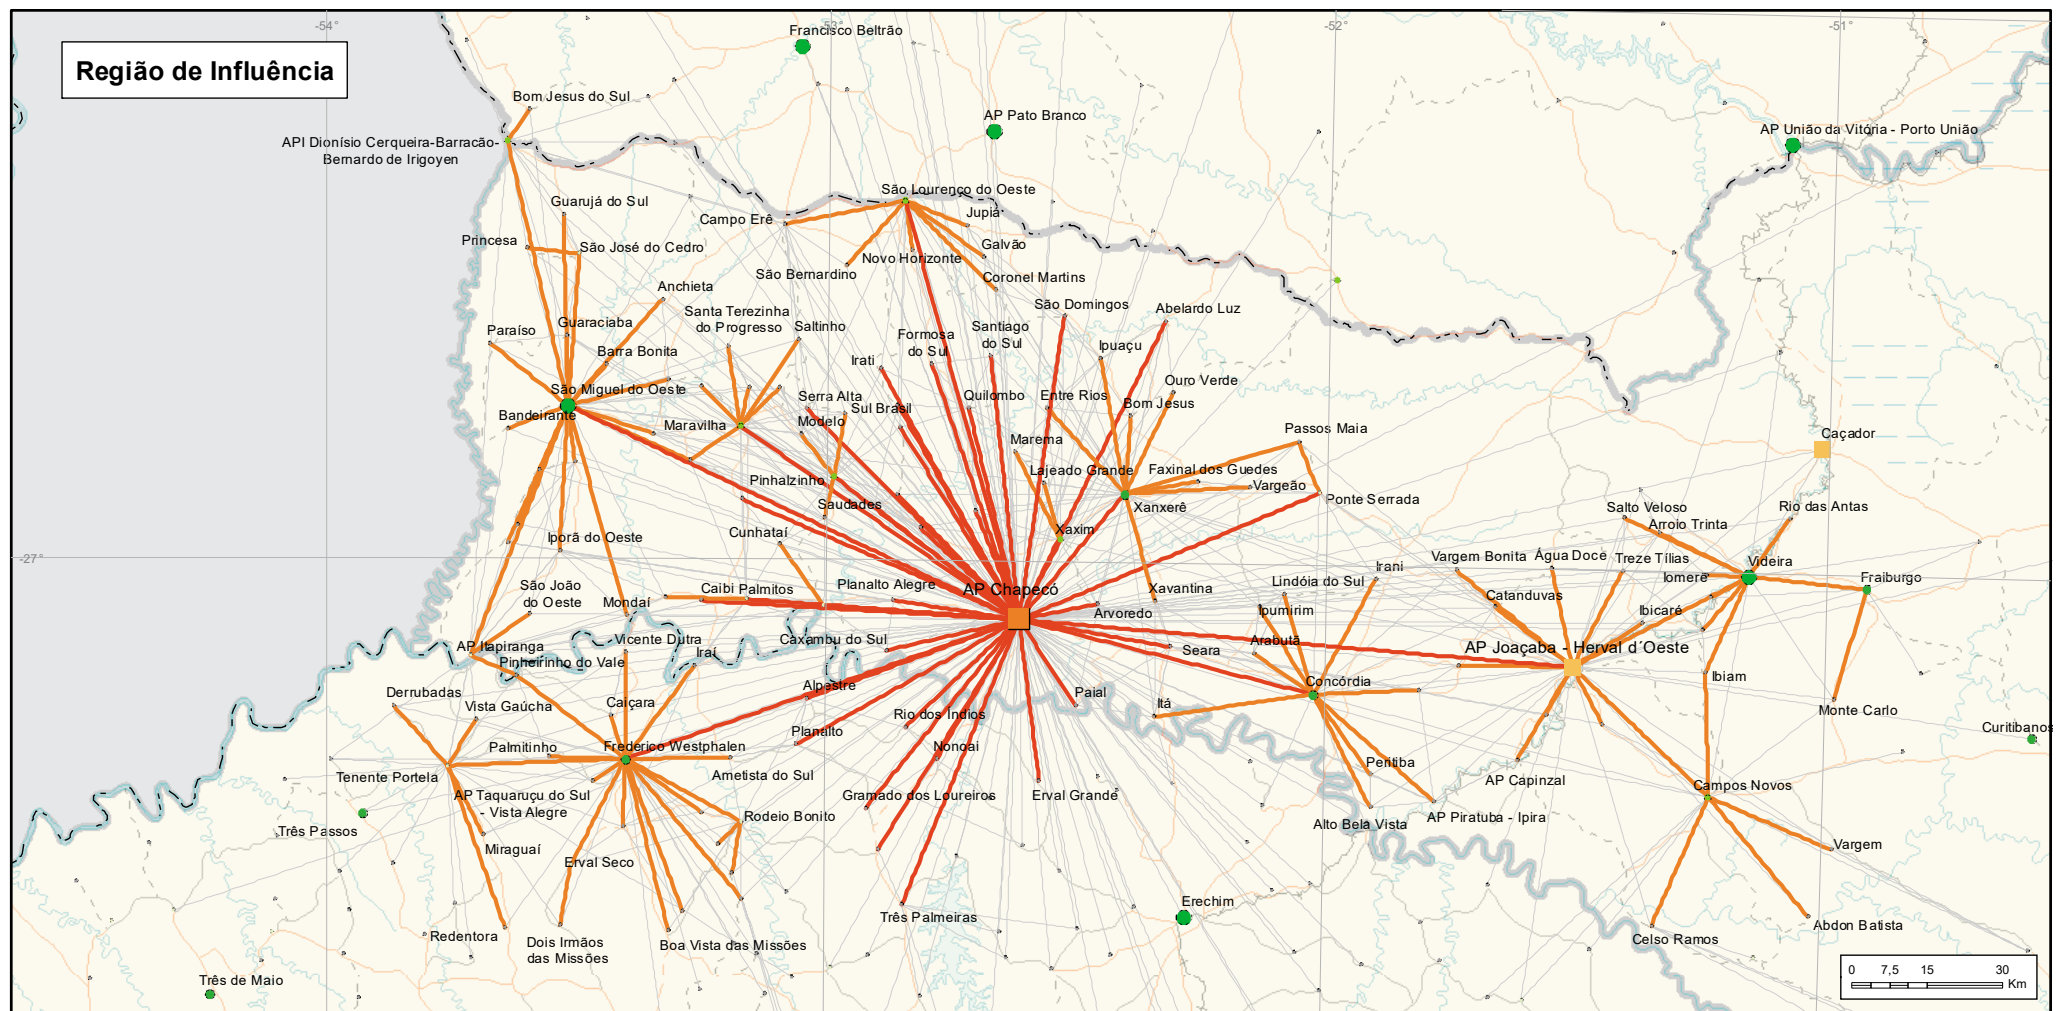 -54°
-53°
-52°
-51°
Francisco Beltrão
Região de Influência
Bom Jesus do Sul
AP Pato Branco
AP União da Vitória - Porto União
API Dionísio Cerqueira-Barracão-
Bernardo de Irigoyen
São Lourenço do Oeste
Guarujá do Sul
Campo Erê
Jupiá
Princesa
São José do Cedro
Galvão
Novo Horizonte
São Bernardino
Coronel Martins
Anchieta
São Domingos
Abelardo Luz
Santa Terezinha
do Progresso
Saltinho
Guaraciaba
Paraíso
Formosa
do Sul
Santiago
do Sul
Ipuaçu
Barra Bonita
Irati
Ouro Verde
São Miguel do Oeste
Serra Alta
Quilombo
Entre Rios
Bom Jesus
Sul Brasil
Bandeirante
Maravilha
Modelo
Passos Maia
Marema
Caçador
Lajeado Grande
Faxinal dos Guedes
Pinhalzinho
Vargeão
Ponte Serrada
Saudades
Xanxerê
Salto Veloso
Rio das Antas
Arroio Trinta
Xaxim
Cunhataí
Iporã do Oeste
-27°
Vargem Bonita
Água Doce
Treze Tílias
Videira
Irani
Iomerê
Fraiburgo
Lindóia do Sul
São João
do Oeste
Mondaí
Caibi
Palmitos
Planalto Alegre
AP Chapecó
Xavantina
Catanduvas
Arvoredo
Ipumirim
Ibicaré
AP Itapiranga
Vicente Dutra
Iraí
Caxambu do Sul
Seara
Arabutã
AP Joaçaba - Herval d´Oeste
Pinheirinho do Vale
Ibiam
Derrubadas
Alpestre
Paial
Concórdia
Vista Gaúcha
Caiçara
Rio dos Índios
Itá
Monte Carlo
Planalto
Curitibanos
Palmitinho
Frederico Westphalen
Nonoai
Tenente Portela
Ametista do Sul
Peritiba
AP Capinzal
Campos Novos
AP Taquaruçu do Sul
- Vista Alegre
Gramado dos Loureiros
Erval Grande
Rodeio Bonito
Três Passos
Alto Bela Vista
AP Piratuba - Ipira
Miraguaí
Erval Seco
Vargem
Erechim
Três Palmeiras
Redentora
Dois Irmãos
das Missões
Boa Vista das Missões
Celso Ramos
Abdon Batista
Três de Maio
0 7,5 15 30
Km